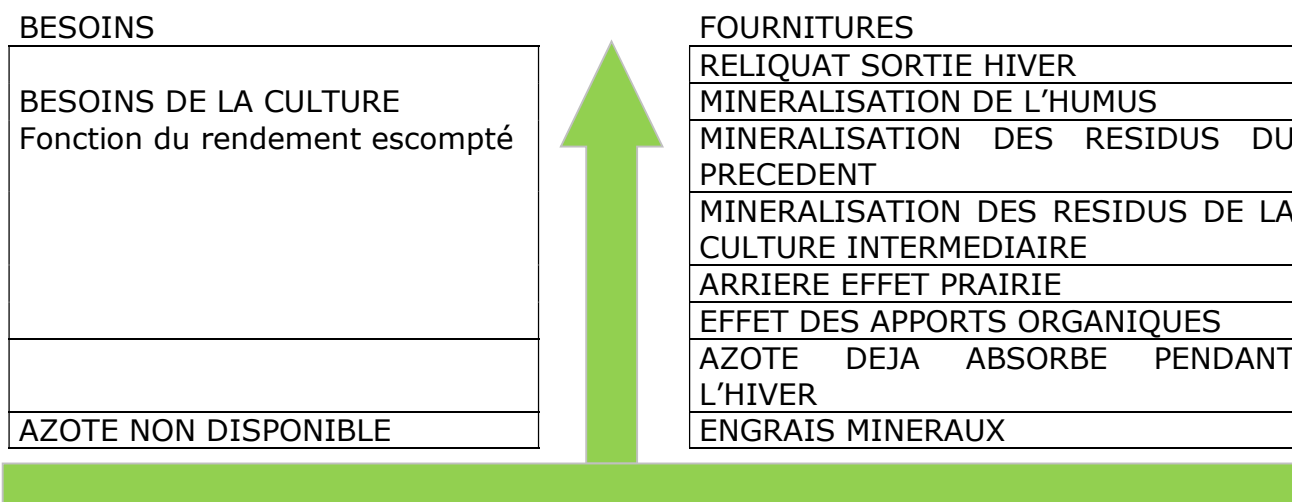 BESOINS
BESOINS DE LA CULTURE
Fonction du rendement escompté
AZOTE NON DISPONIBLE
FOURNITURES
RELIQUAT SORTIE HIVER
MINERALISATION DE L’HUMUS
MINERALISATION DES RESIDUS DU
PRECEDENT
MINERALISATION DES RESIDUS DE LA
CULTURE INTERMEDIAIRE
ARRIERE EFFET PRAIRIE
EFFET DES APPORTS ORGANIQUES
AZOTE DEJA ABSORBE PENDANT
L’HIVER
ENGRAIS MINERAUX